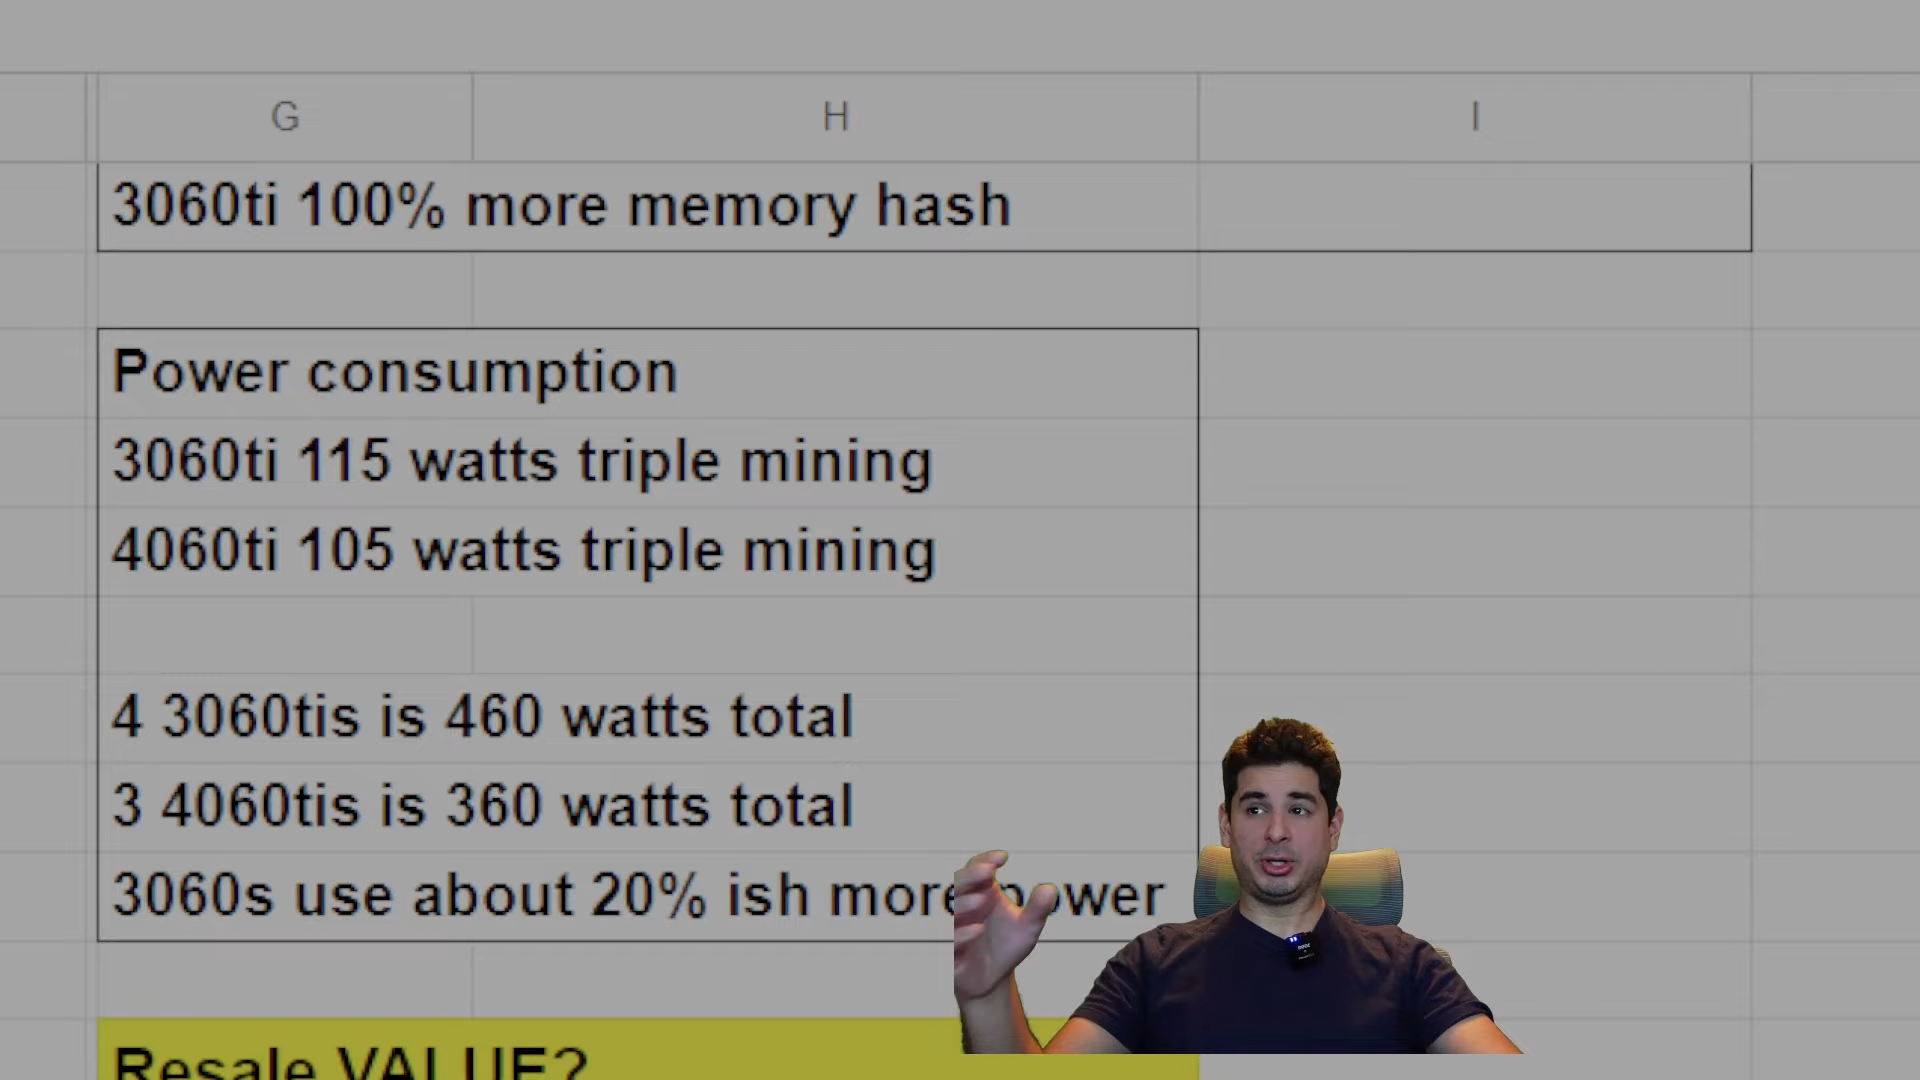 G H I
3060ti 100% more memory hash
Power consumption
3060ti 115 watts triple mining
4060ti 105 watts triple mining
4 3060tis is 460 watts total
3 4060tis is 360 watts total
3060s use about 20% ish more power
Resale VALUE?